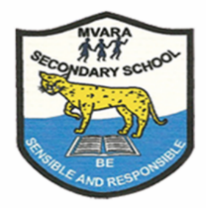 MVARA
SECONDARY SCHOOL
BE
SENSIBLE AND RESPONSIBLE